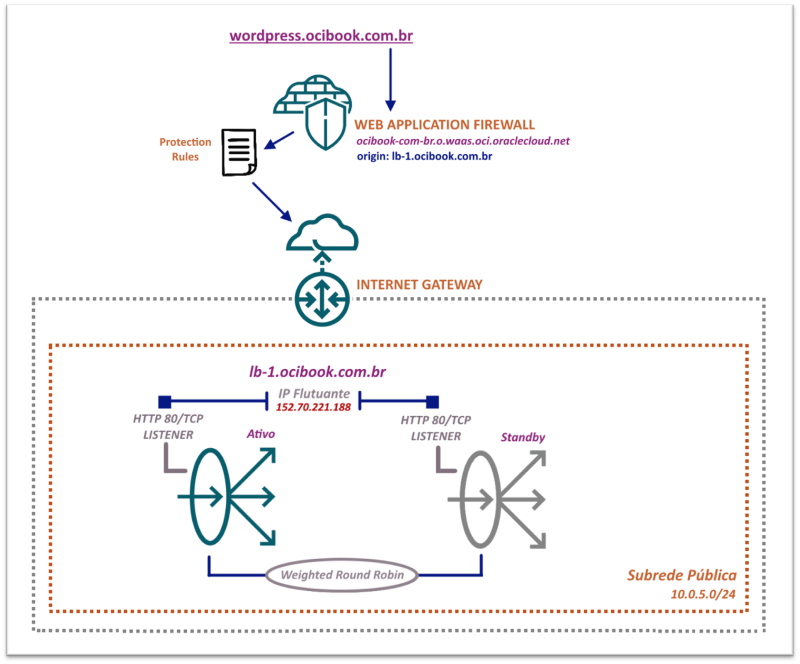 wordpress.ocibook.com.br
WEB APPLICATION FIREWALL
ocibook-com-br.o.waas.oci.oraclecloud.net
origin: lb-1.ocibook.com.br
Protection
Rules
INTERNET GATEWAY
lb-1.ocibook.com.br
IP Flutuante
152.70.221.188
HTTP 80/TCP
LISTENER
Ativo
HTTP 80/TCP
LISTENER
Standby
Weighted Round Robin
Subrede Pública
10.0.5.0/24